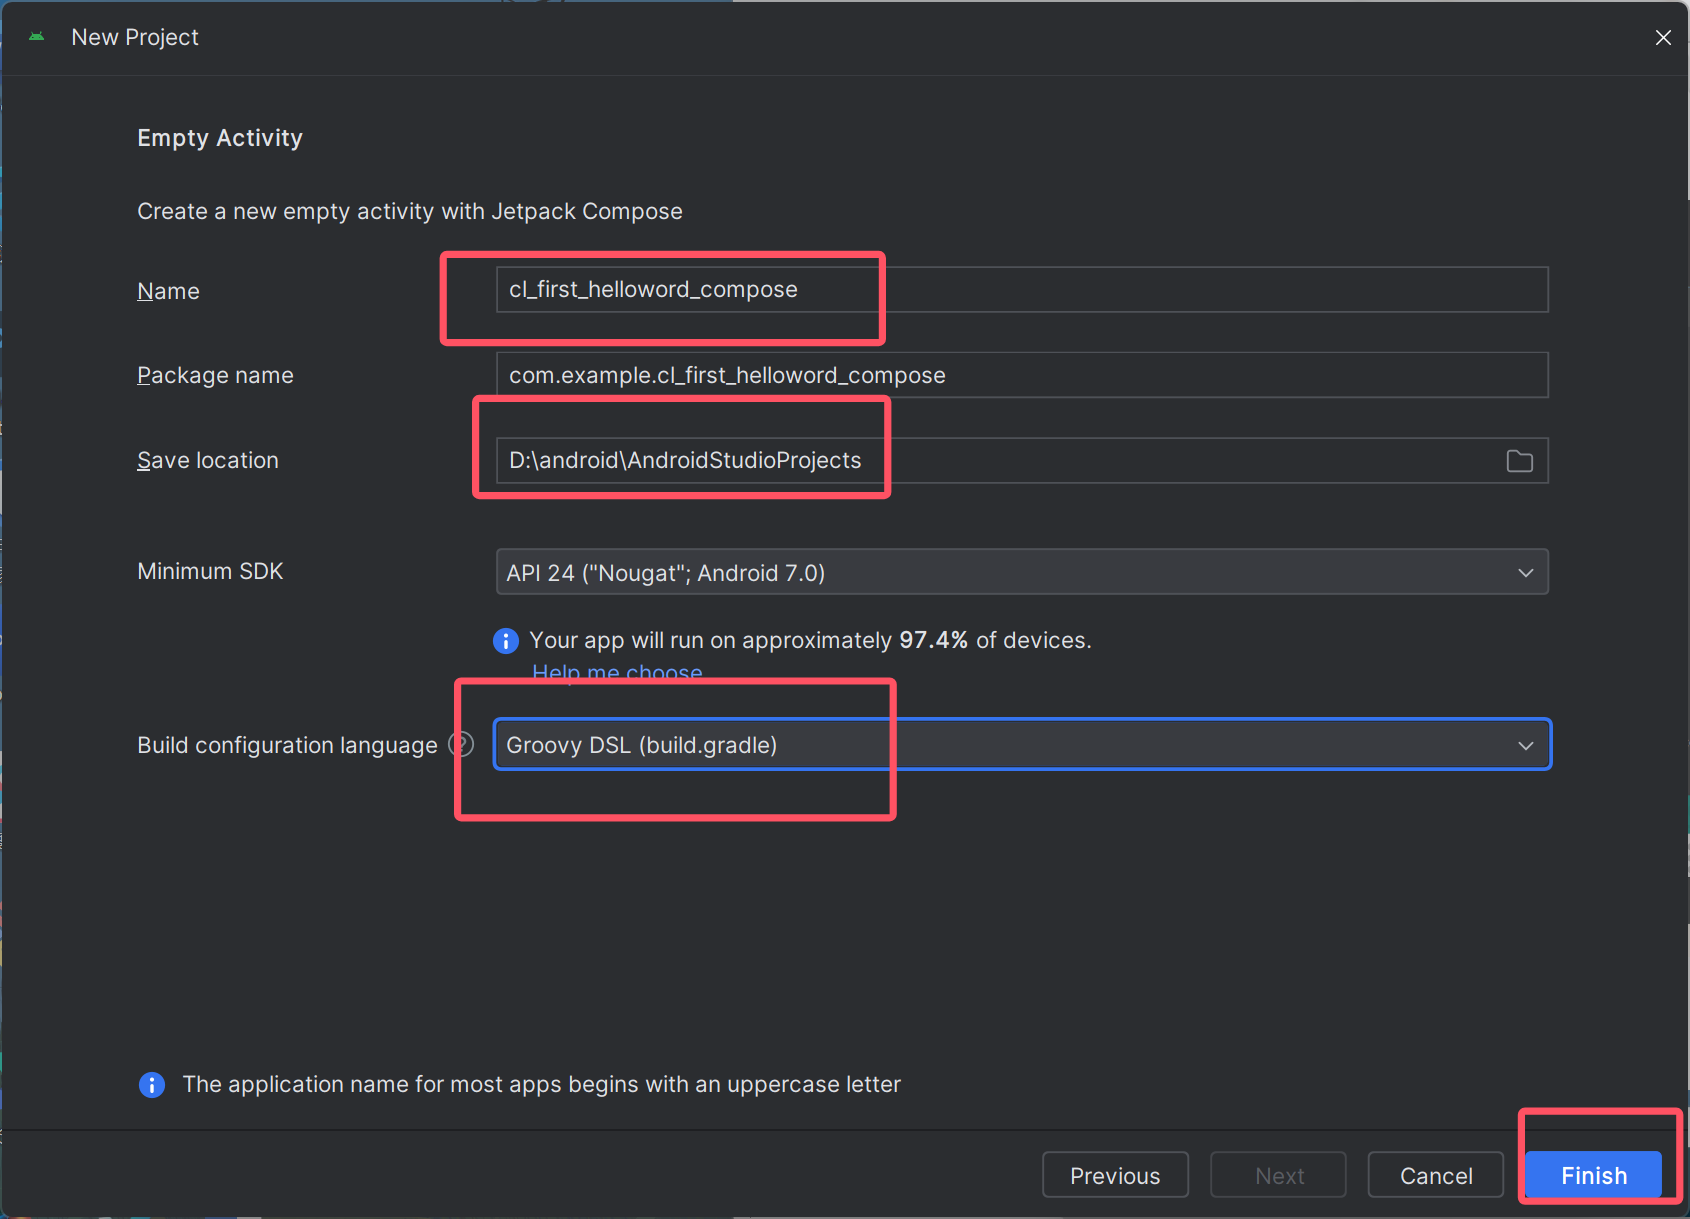 New Project
Empty Activity
Create a new empty activity with Jetpack Compose
Name
cl_first_helloword_compose
Package name
com.example.cl_first_helloword_compose
Save location
D:\android\AndroidStudioProjects
Minimum SDK
API 24 ("Nougat"; Android 7.0)
Your app will run on approximately 97.4% of devices.
Help me choose
Build configuration language ?
Groovy DSL (build.gradle)
The application name for most apps begins with an uppercase letter
Previous
Next
Cancel
Finish